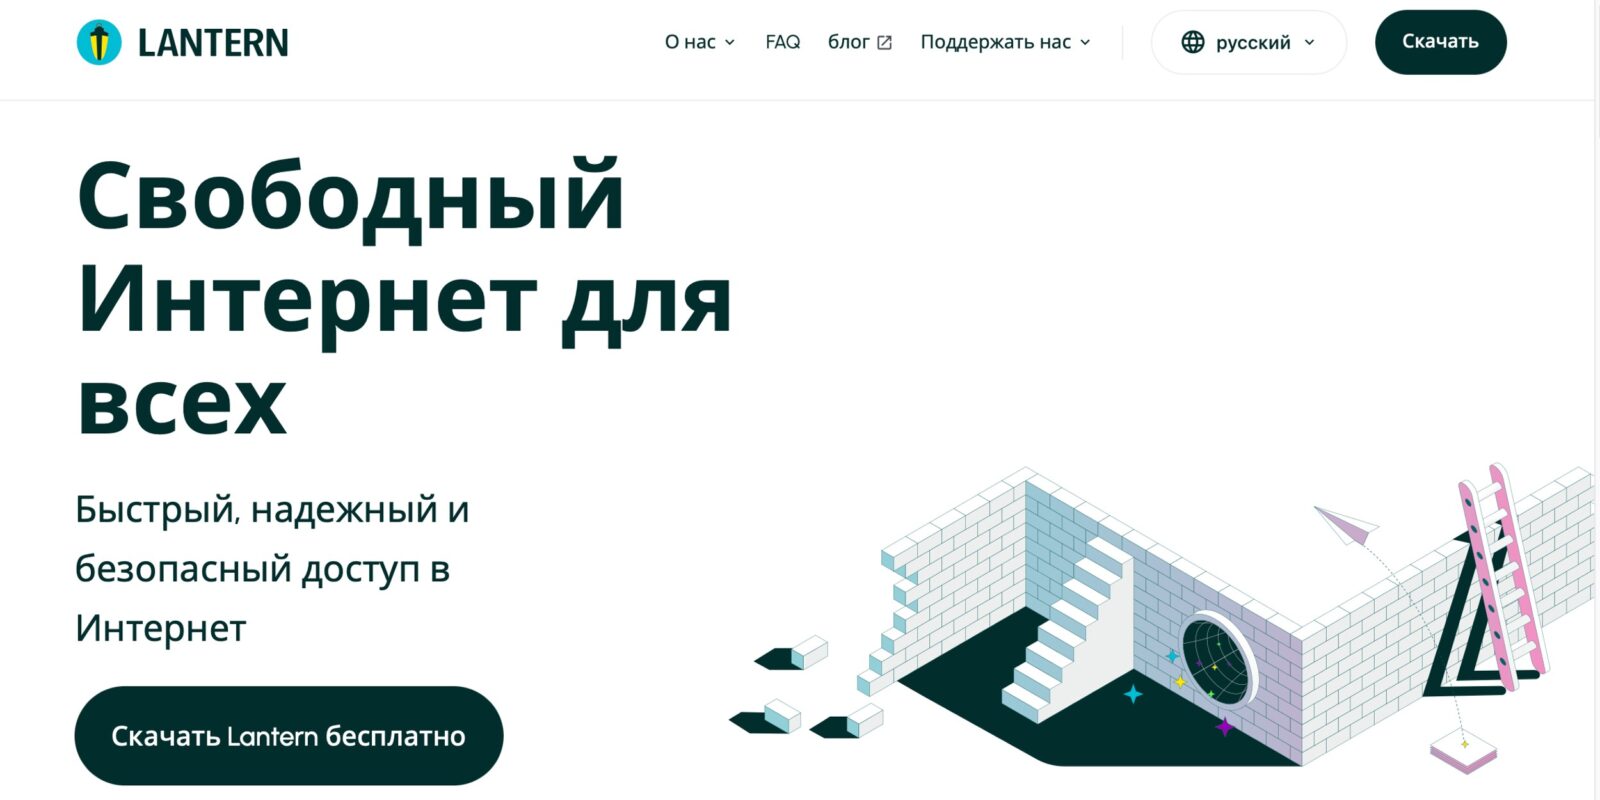 LANTERN
О нас
FAQ
блог
Поддержать нас
русский
Скачать
Свободный
Интернет для
всех
Быстрый, надежный и
безопасный доступ в
Интернет
Скачать Lantern бесплатно